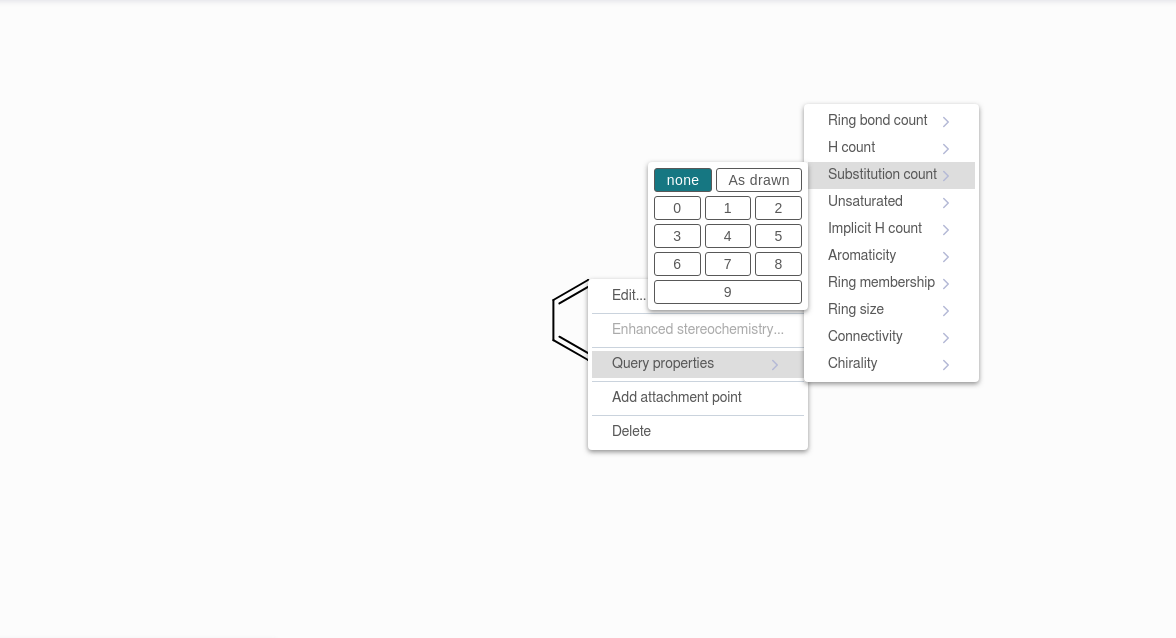 Ring bond count
H count
Substitution count
Unsaturated
Implicit H count
Aromaticity
Ring membership
Ring size
Connectivity
Chirality
none As drawn
0 1 2
3 4 5
6 7 8
9
Edit...
Enhanced stereochemistry...
Query properties
Add attachment point
Delete